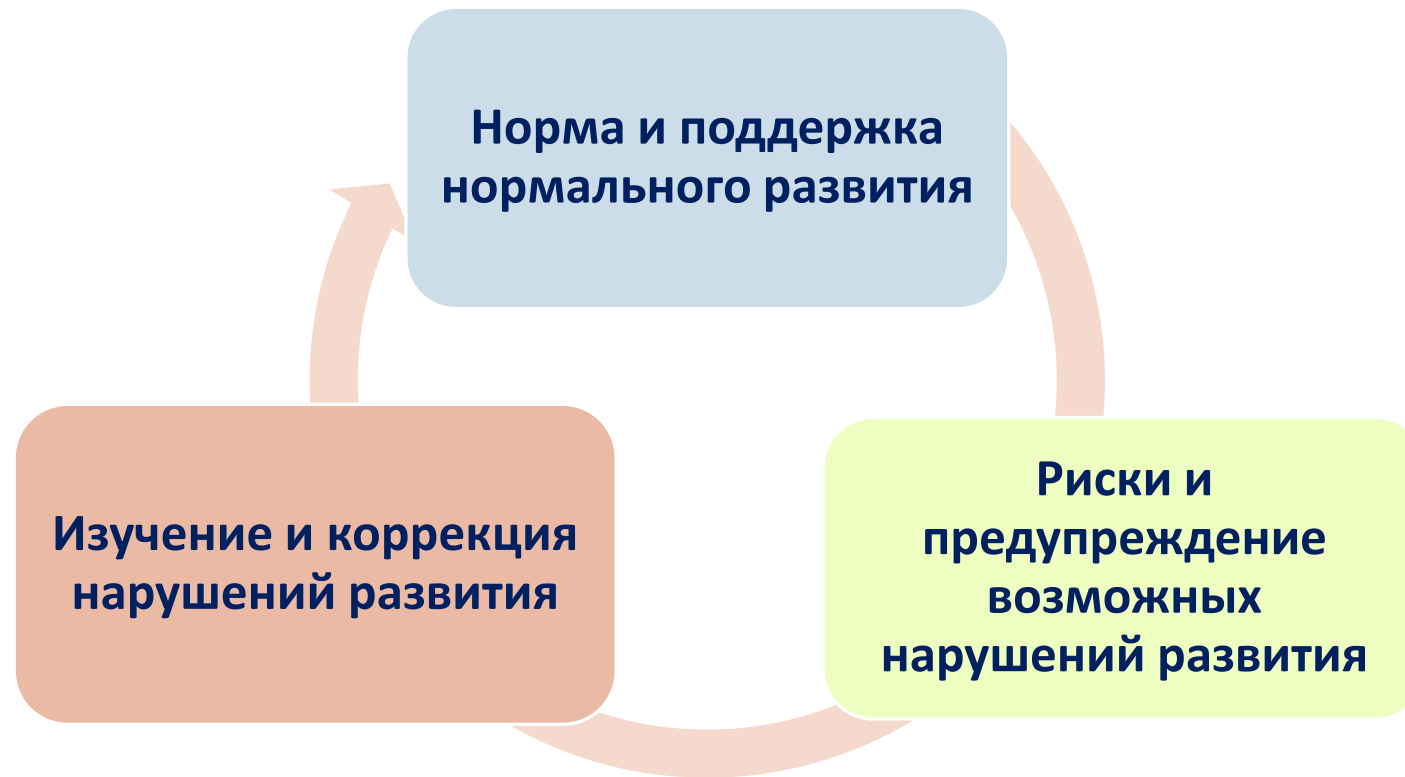 Норма и поддержка
нормального развития
Риски и
предупреждение
возможных
нарушений развития
Изучение и коррекция
нарушений развития